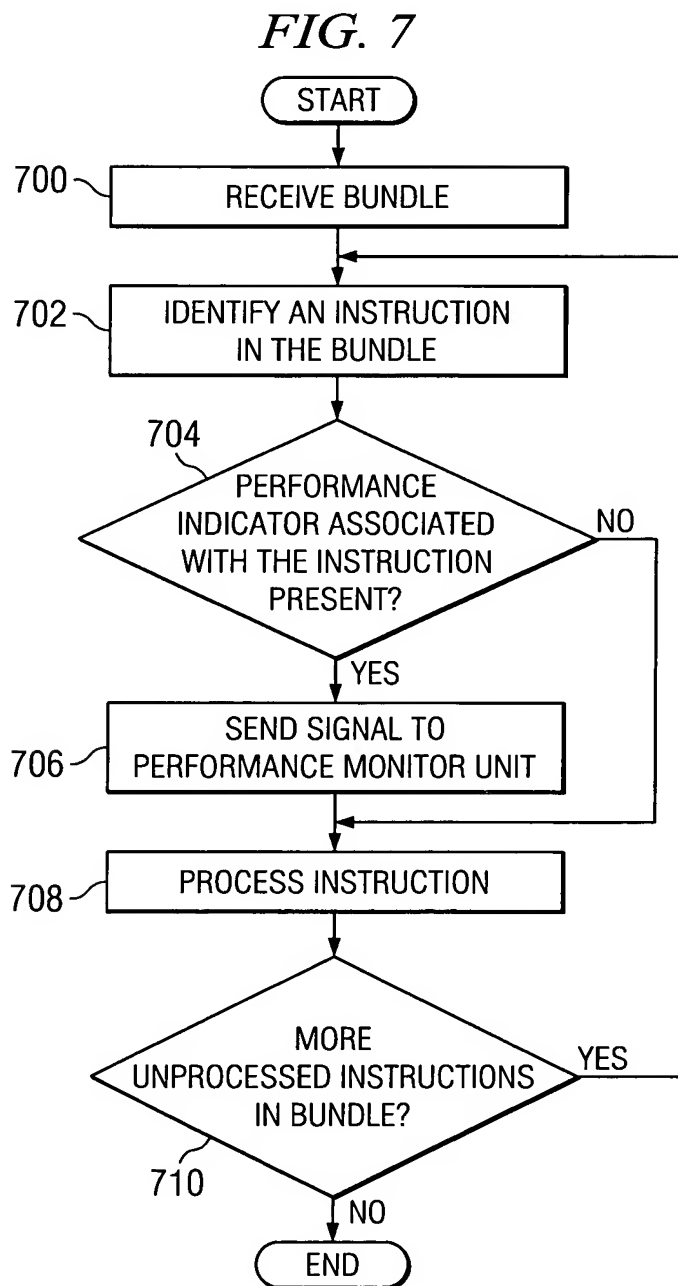 FIG. 7
START
700
RECEIVE BUNDLE
702
IDENTIFY AN INSTRUCTION
IN THE BUNDLE
704
PERFORMANCE
INDICATOR ASSOCIATED
WITH THE INSTRUCTION
PRESENT?
NO
YES
706
SEND SIGNAL TO
PERFORMANCE MONITOR UNIT
708
PROCESS INSTRUCTION
MORE
UNPROCESSED INSTRUCTIONS
IN BUNDLE?
YES
710
NO
END